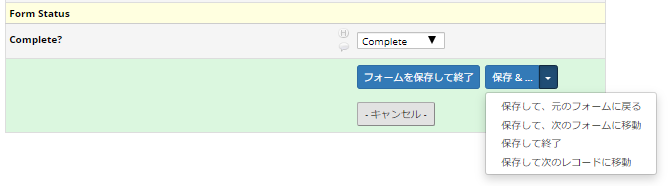 Form Status
Complete?
Complete
フォームを保存して終了
保存 & ...
- キャンセル -
保存して、元のフォームに戻る
保存して、次のフォームに移動
保存して終了
保存して次のレコードに移動